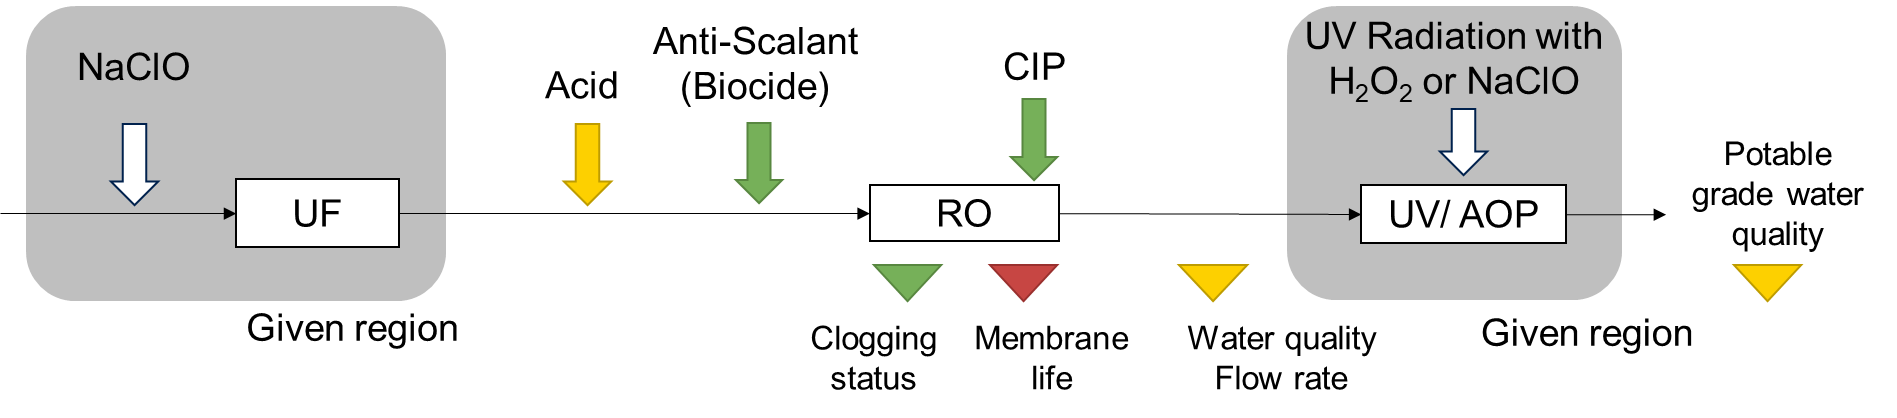 NaClO
UF
Given region
Acid
Anti-Scalant
(Biocide)
CIP
RO
Clogging
status
Membrane
life
Water quality
Flow rate
UV Radiation with
H₂O₂ or NaClO
UV/ AOP
Given region
Potable
grade water
quality